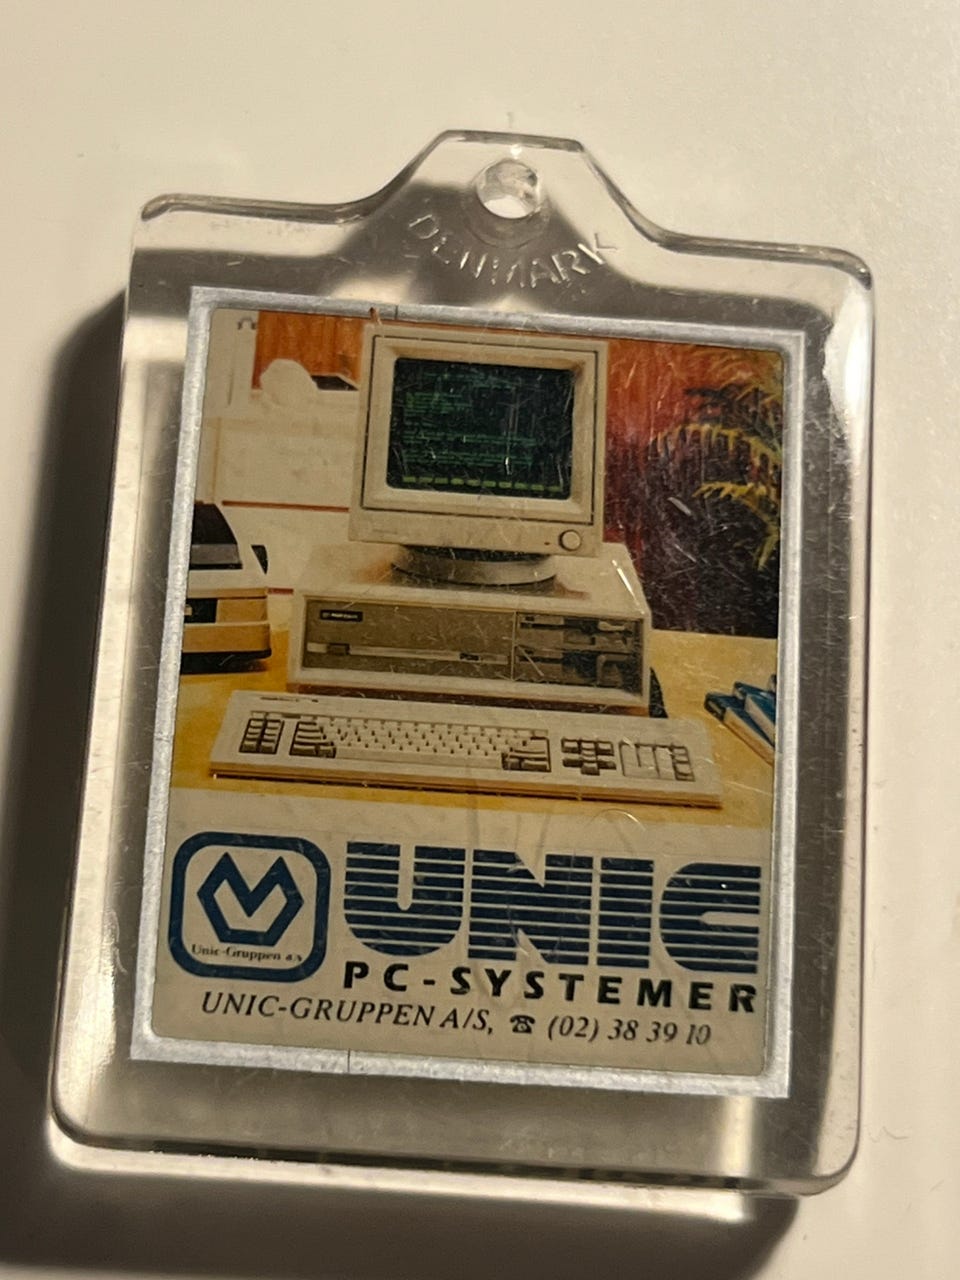 DENMARK
Unic-Gruppen a/s
UNIC
PC-SYSTEMER
UNIC-GRUPPEN A/S, ☎ (02) 38 39 10